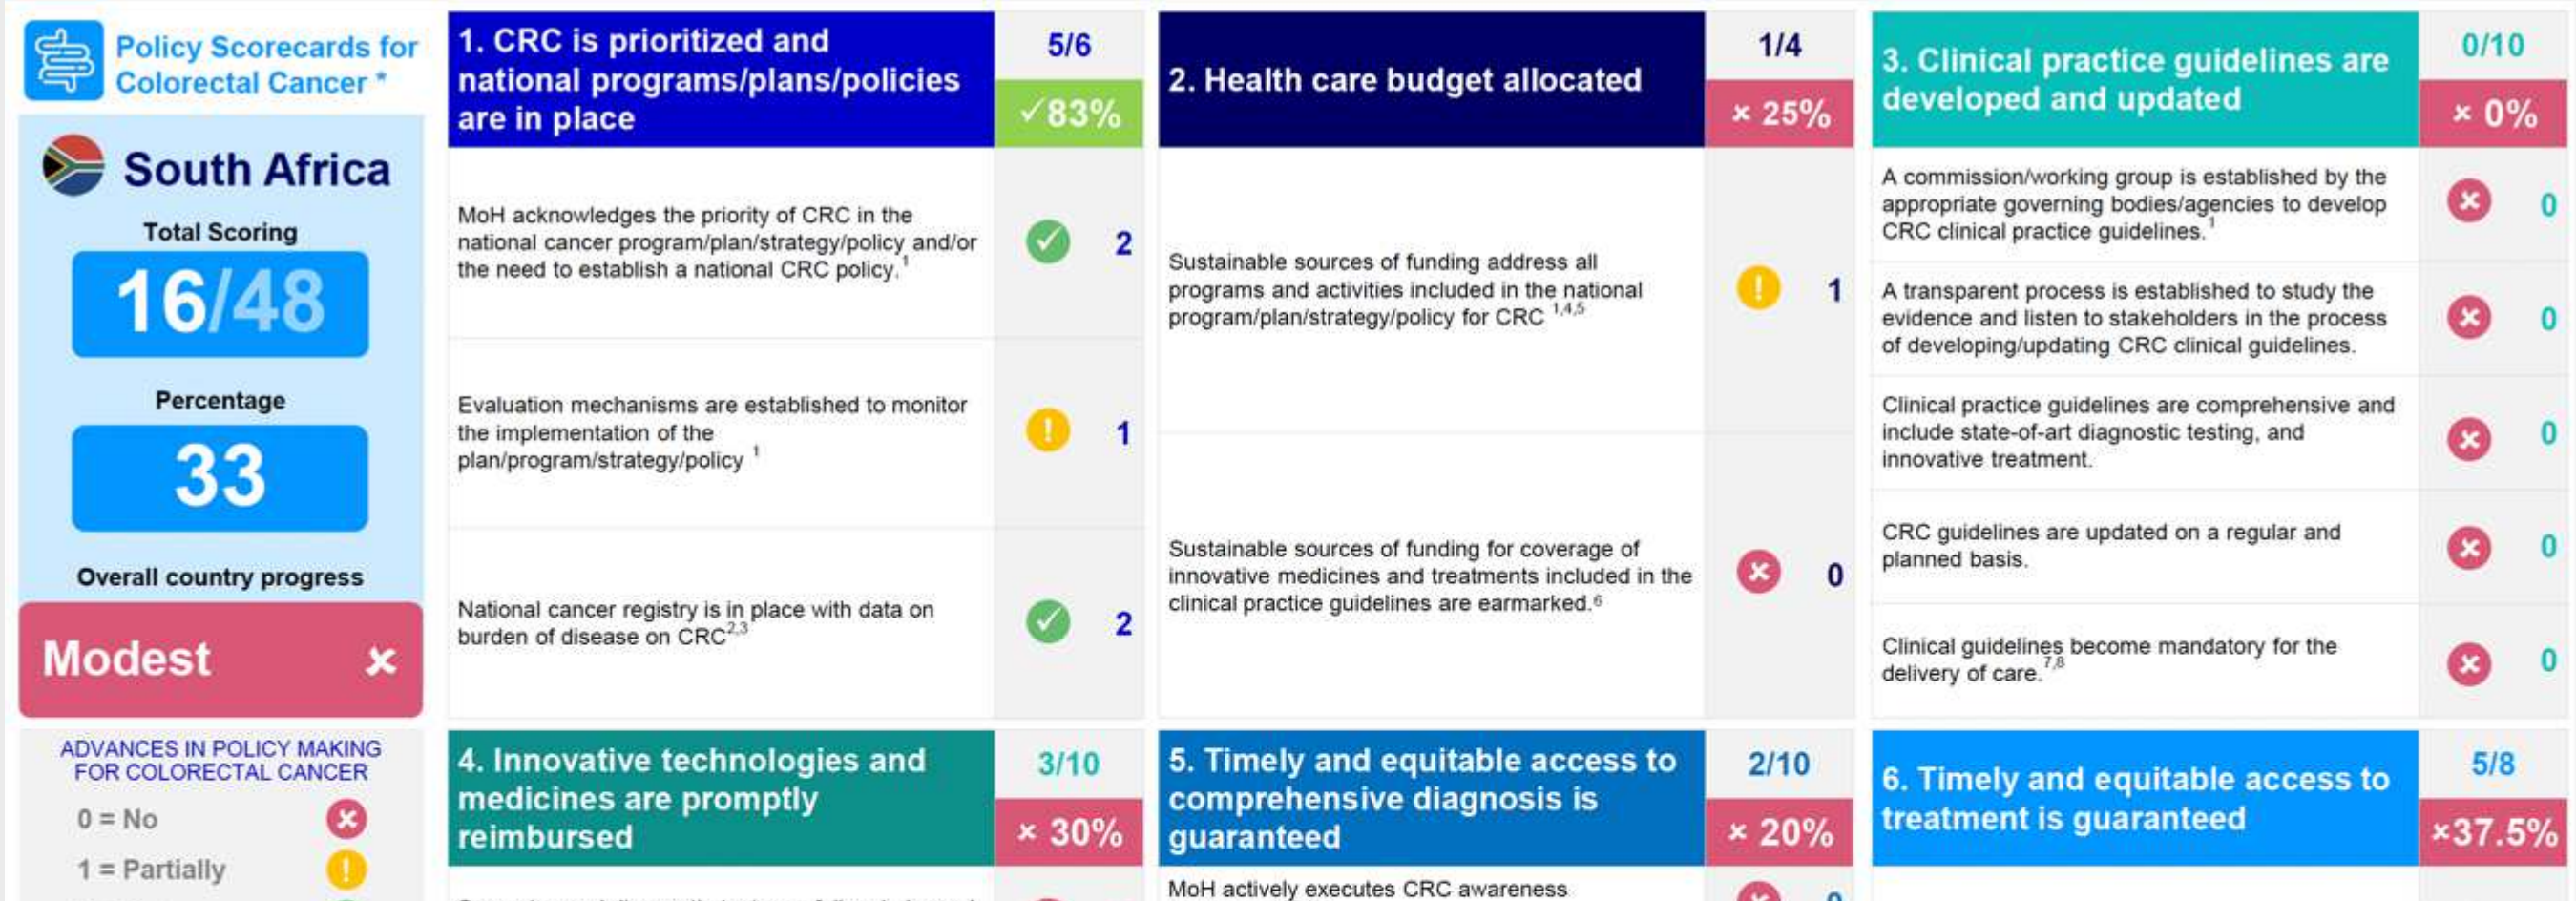 Policy Scorecards for
Colorectal Cancer *
South Africa
Total Scoring
16/48
Percentage
33
Overall country progress
Modest
ADVANCES IN POLICY MAKING
FOR COLORECTAL CANCER
0 = No
1 = Partially
1. CRC is prioritized and
national programs/plans/policies
are in place
5/6
✓83%
MoH acknowledges the priority of CRC in the
national cancer program/plan/strategy/policy and/or
the need to establish a national CRC policy.1
2
Evaluation mechanisms are established to monitor
the implementation of the
plan/program/strategy/policy 1
1
National cancer registry is in place with data on
burden of disease on CRC2,3
2
2. Health care budget allocated
1/4
× 25%
Sustainable sources of funding address all
programs and activities included in the national
program/plan/strategy/policy for CRC 1,4,5
1
Sustainable sources of funding for coverage of
innovative medicines and treatments included in the
clinical practice guidelines are earmarked.6
0
3. Clinical practice guidelines are
developed and updated
0/10
× 0%
A commission/working group is established by the
appropriate governing bodies/agencies to develop
CRC clinical practice guidelines.1
0
A transparent process is established to study the
evidence and listen to stakeholders in the process
of developing/updating CRC clinical guidelines.
0
Clinical practice guidelines are comprehensive and
include state-of-art diagnostic testing, and
innovative treatment.
0
CRC guidelines are updated on a regular and
planned basis.
0
Clinical guidelines become mandatory for the
delivery of care.7,8
0
4. Innovative technologies and
medicines are promptly
reimbursed
3/10
× 30%
5. Timely and equitable access to
comprehensive diagnosis is
guaranteed
2/10
× 20%
MoH actively executes CRC awareness
0
6. Timely and equitable access to
treatment is guaranteed
5/8
×37.5%